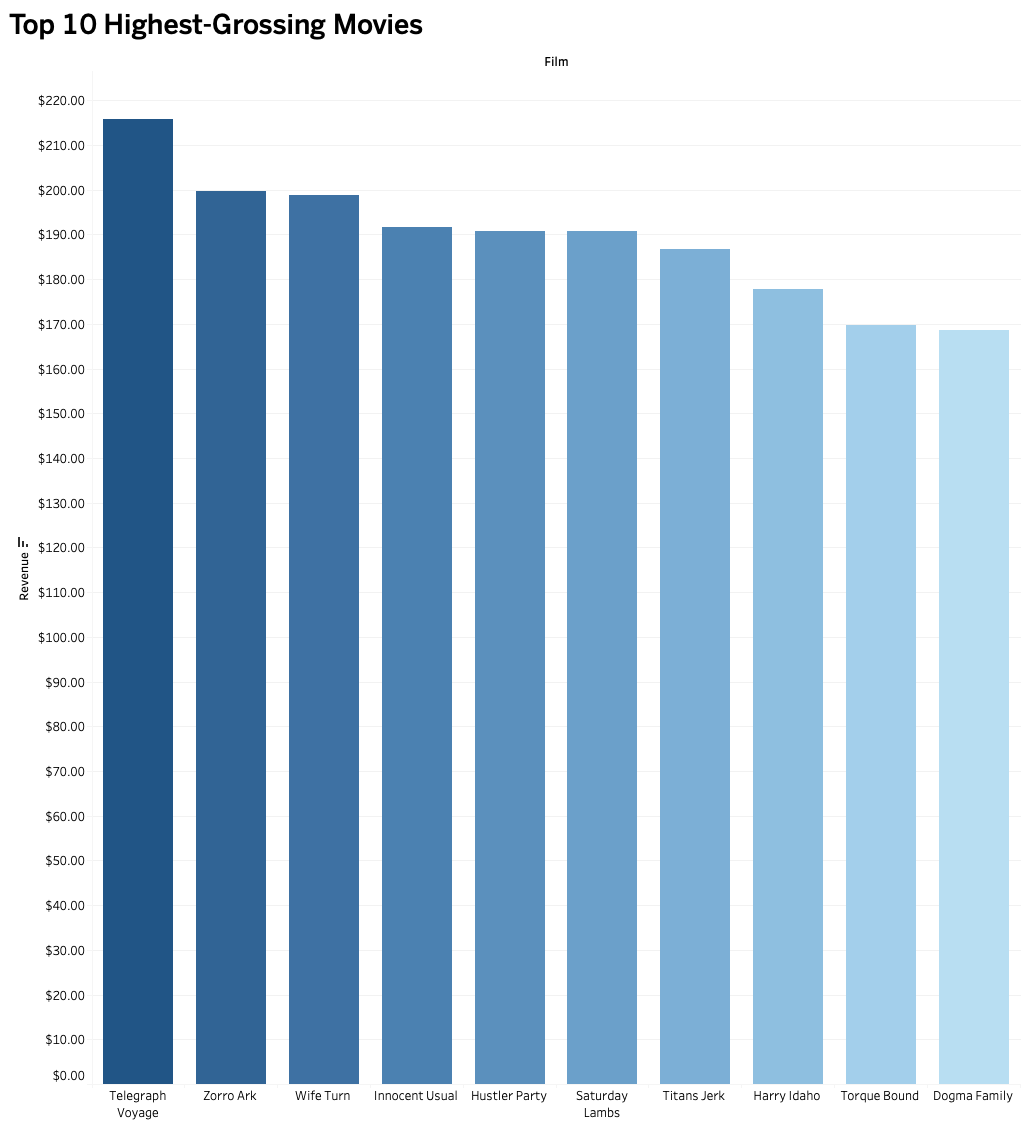 Top 10 Highest-Grossing Movies
Film
$220.00
$210.00
$200.00
$190.00
$180.00
$170.00
$160.00
$150.00
$140.00
$130.00
$120.00
$110.00
$100.00
$90.00
$80.00
$70.00
$60.00
$50.00
$40.00
$30.00
$20.00
$10.00
$0.00
Revenue
Telegraph
Voyage
Zorro Ark
Wife Turn
Innocent Usual
Hustler Party
Saturday
Lambs
Titans Jerk
Harry Idaho
Torque Bound
Dogma Family